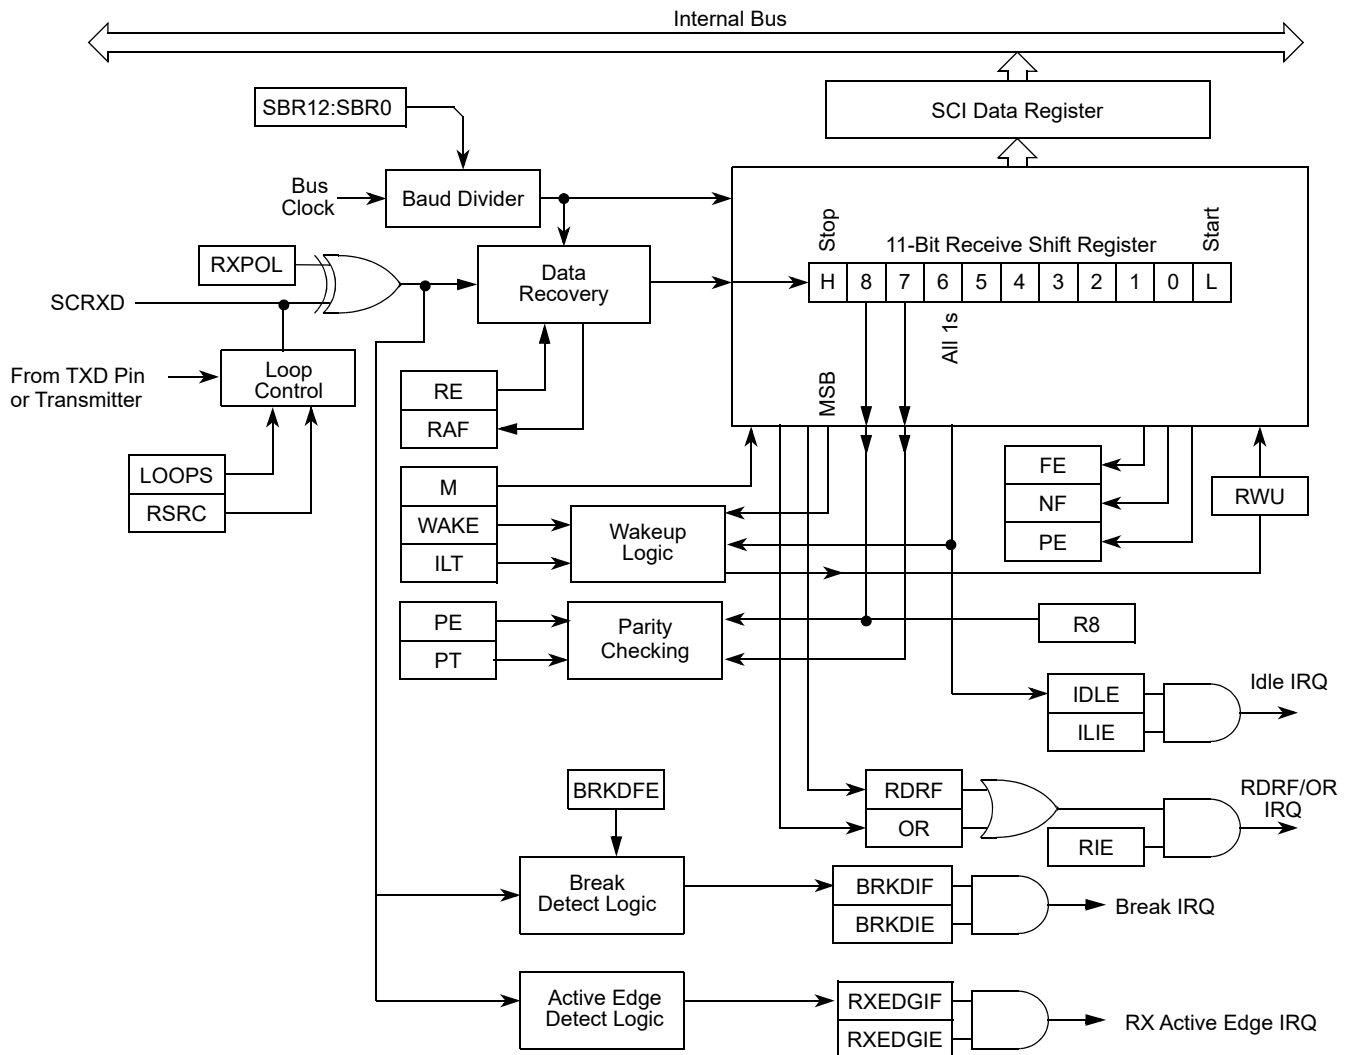 Internal Bus
SBR12:SBR0
SCI Data Register
Bus
Clock
Baud Divider
Stop
11-Bit Receive Shift Register
Start
RXPOL
Data
Recovery
H 8 7 6 5 4 3 2 1 0 L
SCRXD
All 1s
From TXD Pin
or Transmitter
Loop
Control
MSB
RE
RAF
LOOPS
RSRC
M
WAKE
ILT
Wakeup
Logic
FE
NF
PE
RWU
PE
PT
Parity
Checking
R8
IDLE
ILIE
Idle IRQ
BRKDFE
RDRF
OR
RIE
RDRF/OR
IRQ
Break
Detect Logic
BRKDIF
BRKDIE
Break IRQ
Active Edge
Detect Logic
RXEDGIF
RXEDGIE
RX Active Edge IRQ